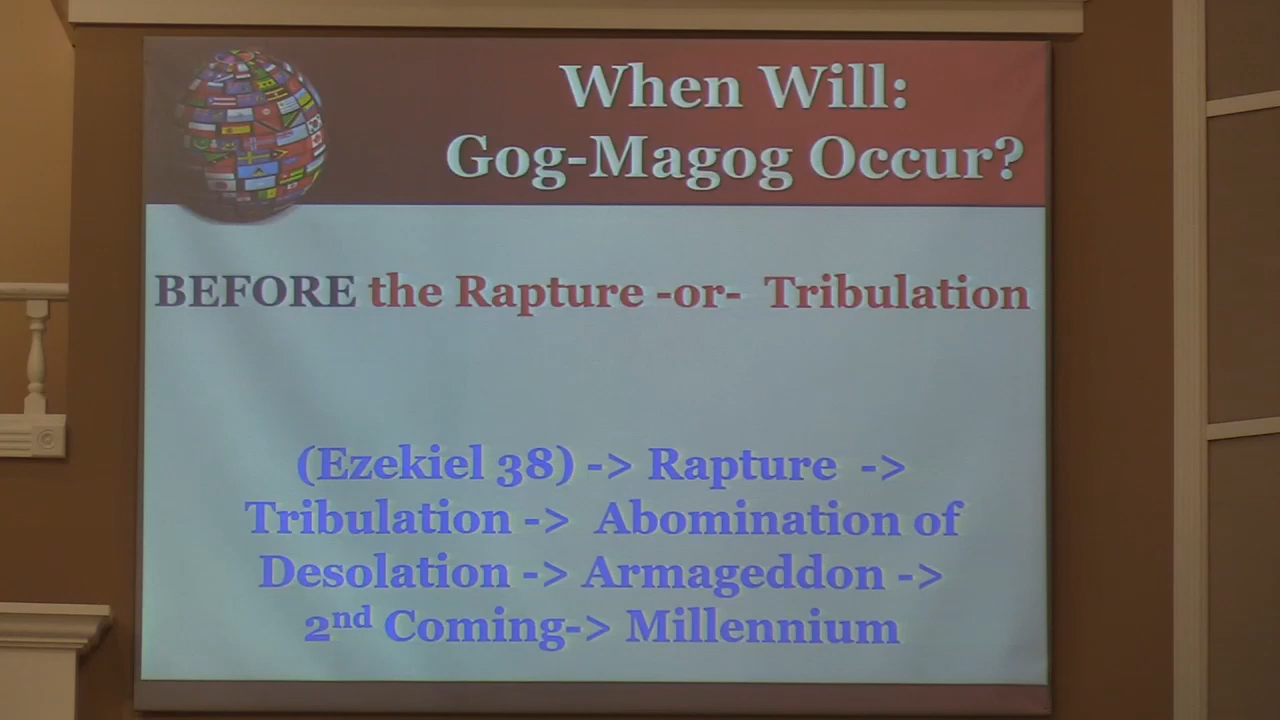 When Will:
Gog-Magog Occur?
BEFORE the Rapture -or- Tribulation
(Ezekiel 38) -> Rapture ->
Tribulation -> Abomination of
Desolation -> Armageddon ->
2nd Coming-> Millennium